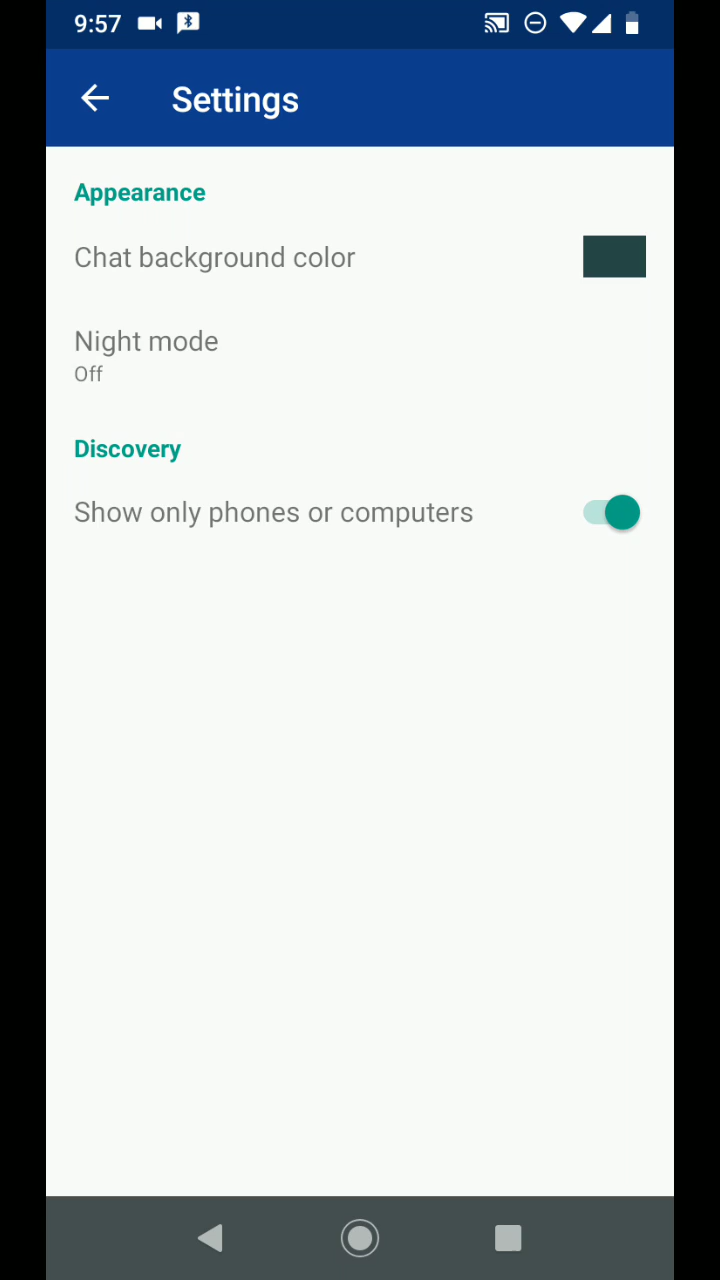 9:57
Settings
Appearance
Chat background color
Night mode
Off
Discovery
Show only phones or computers